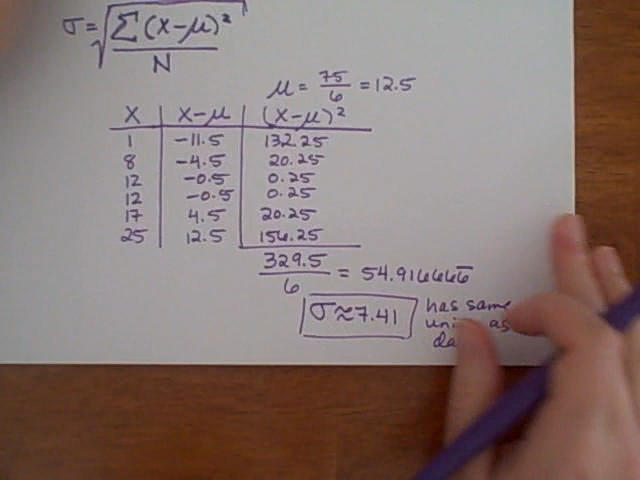 σ = √(Σ(x-μ)²/N)
μ = 75/6 = 12.5
x | x-μ | (x-μ)²
1 | -11.5 | 132.25
8 | -4.5 | 20.25
12 | -0.5 | 0.25
12 | -0.5 | 0.25
17 | 4.5 | 20.25
25 | 12.5 | 156.25
329.5/6 = 54.916666̅
σ≈7.41
has same
as